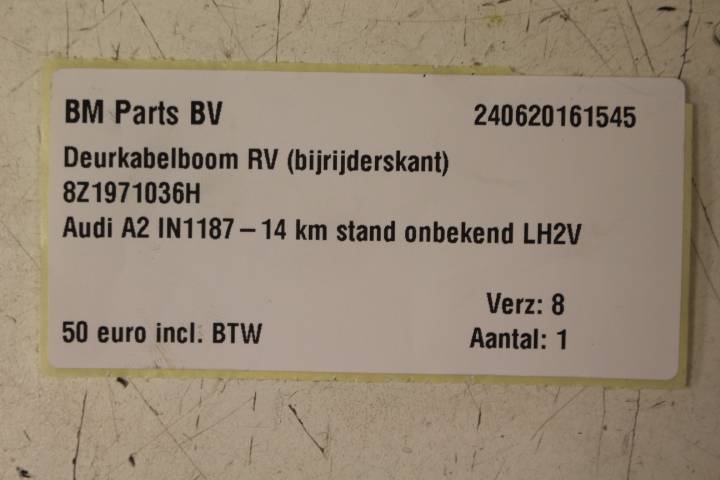 BM Parts BV 240620161545
Deurkabelboom RV (bijrijderskant)
8Z1971036H
Audi A2 IN1187 – 14 km stand onbekend LH2V
Verz: 8
50 euro incl. BTW Aantal: 1